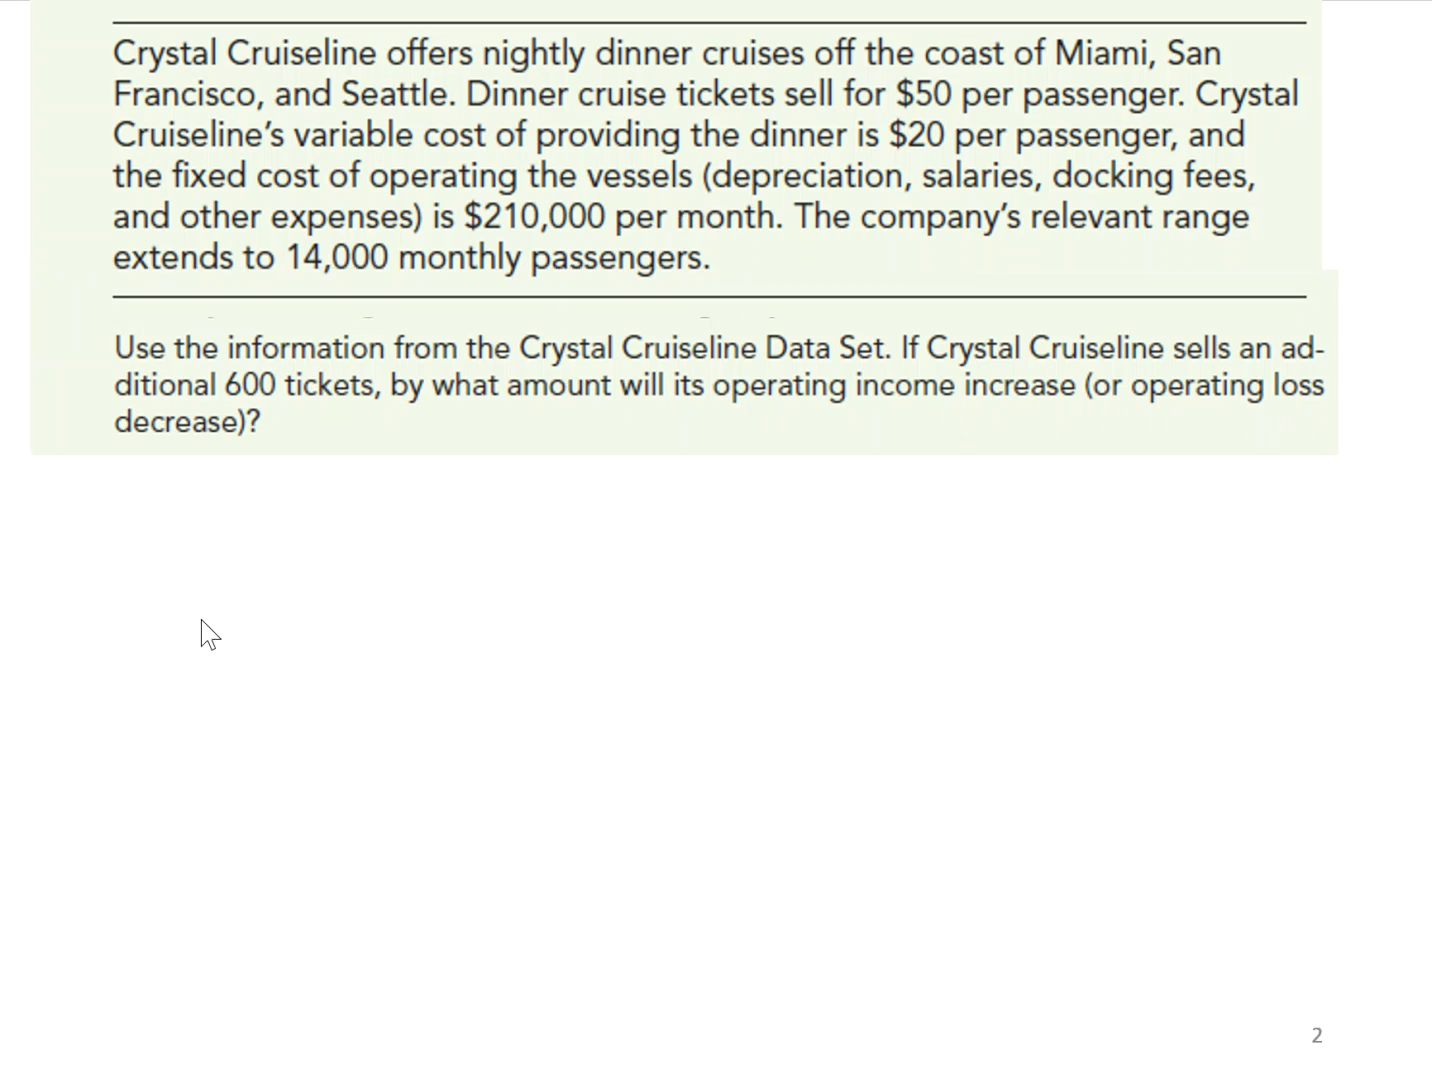 Crystal Cruiseline offers nightly dinner cruises off the coast of Miami, San
Francisco, and Seattle. Dinner cruise tickets sell for $50 per passenger. Crystal
Cruiseline’s variable cost of providing the dinner is $20 per passenger, and
the fixed cost of operating the vessels (depreciation, salaries, docking fees,
and other expenses) is $210,000 per month. The company’s relevant range
extends to 14,000 monthly passengers.
Use the information from the Crystal Cruiseline Data Set. If Crystal Cruiseline sells an ad-
ditional 600 tickets, by what amount will its operating income increase (or operating loss
decrease)?
2